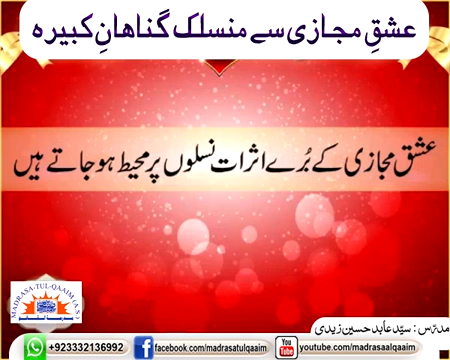 عشقِ مجازی سے منسلک گناھانِ کبیرہ
عشق مجازی کے بُرے اثرات نسلوں پر محیط ہو جاتے ہیں
MADRASA-TUL-QAAIM (A.S)
مدرّس : سیّد عابد حسین زیدی
+923332136992
facebook.com/madrasatulqaaim
You Tube
youtube.com/madrasaalqaaim